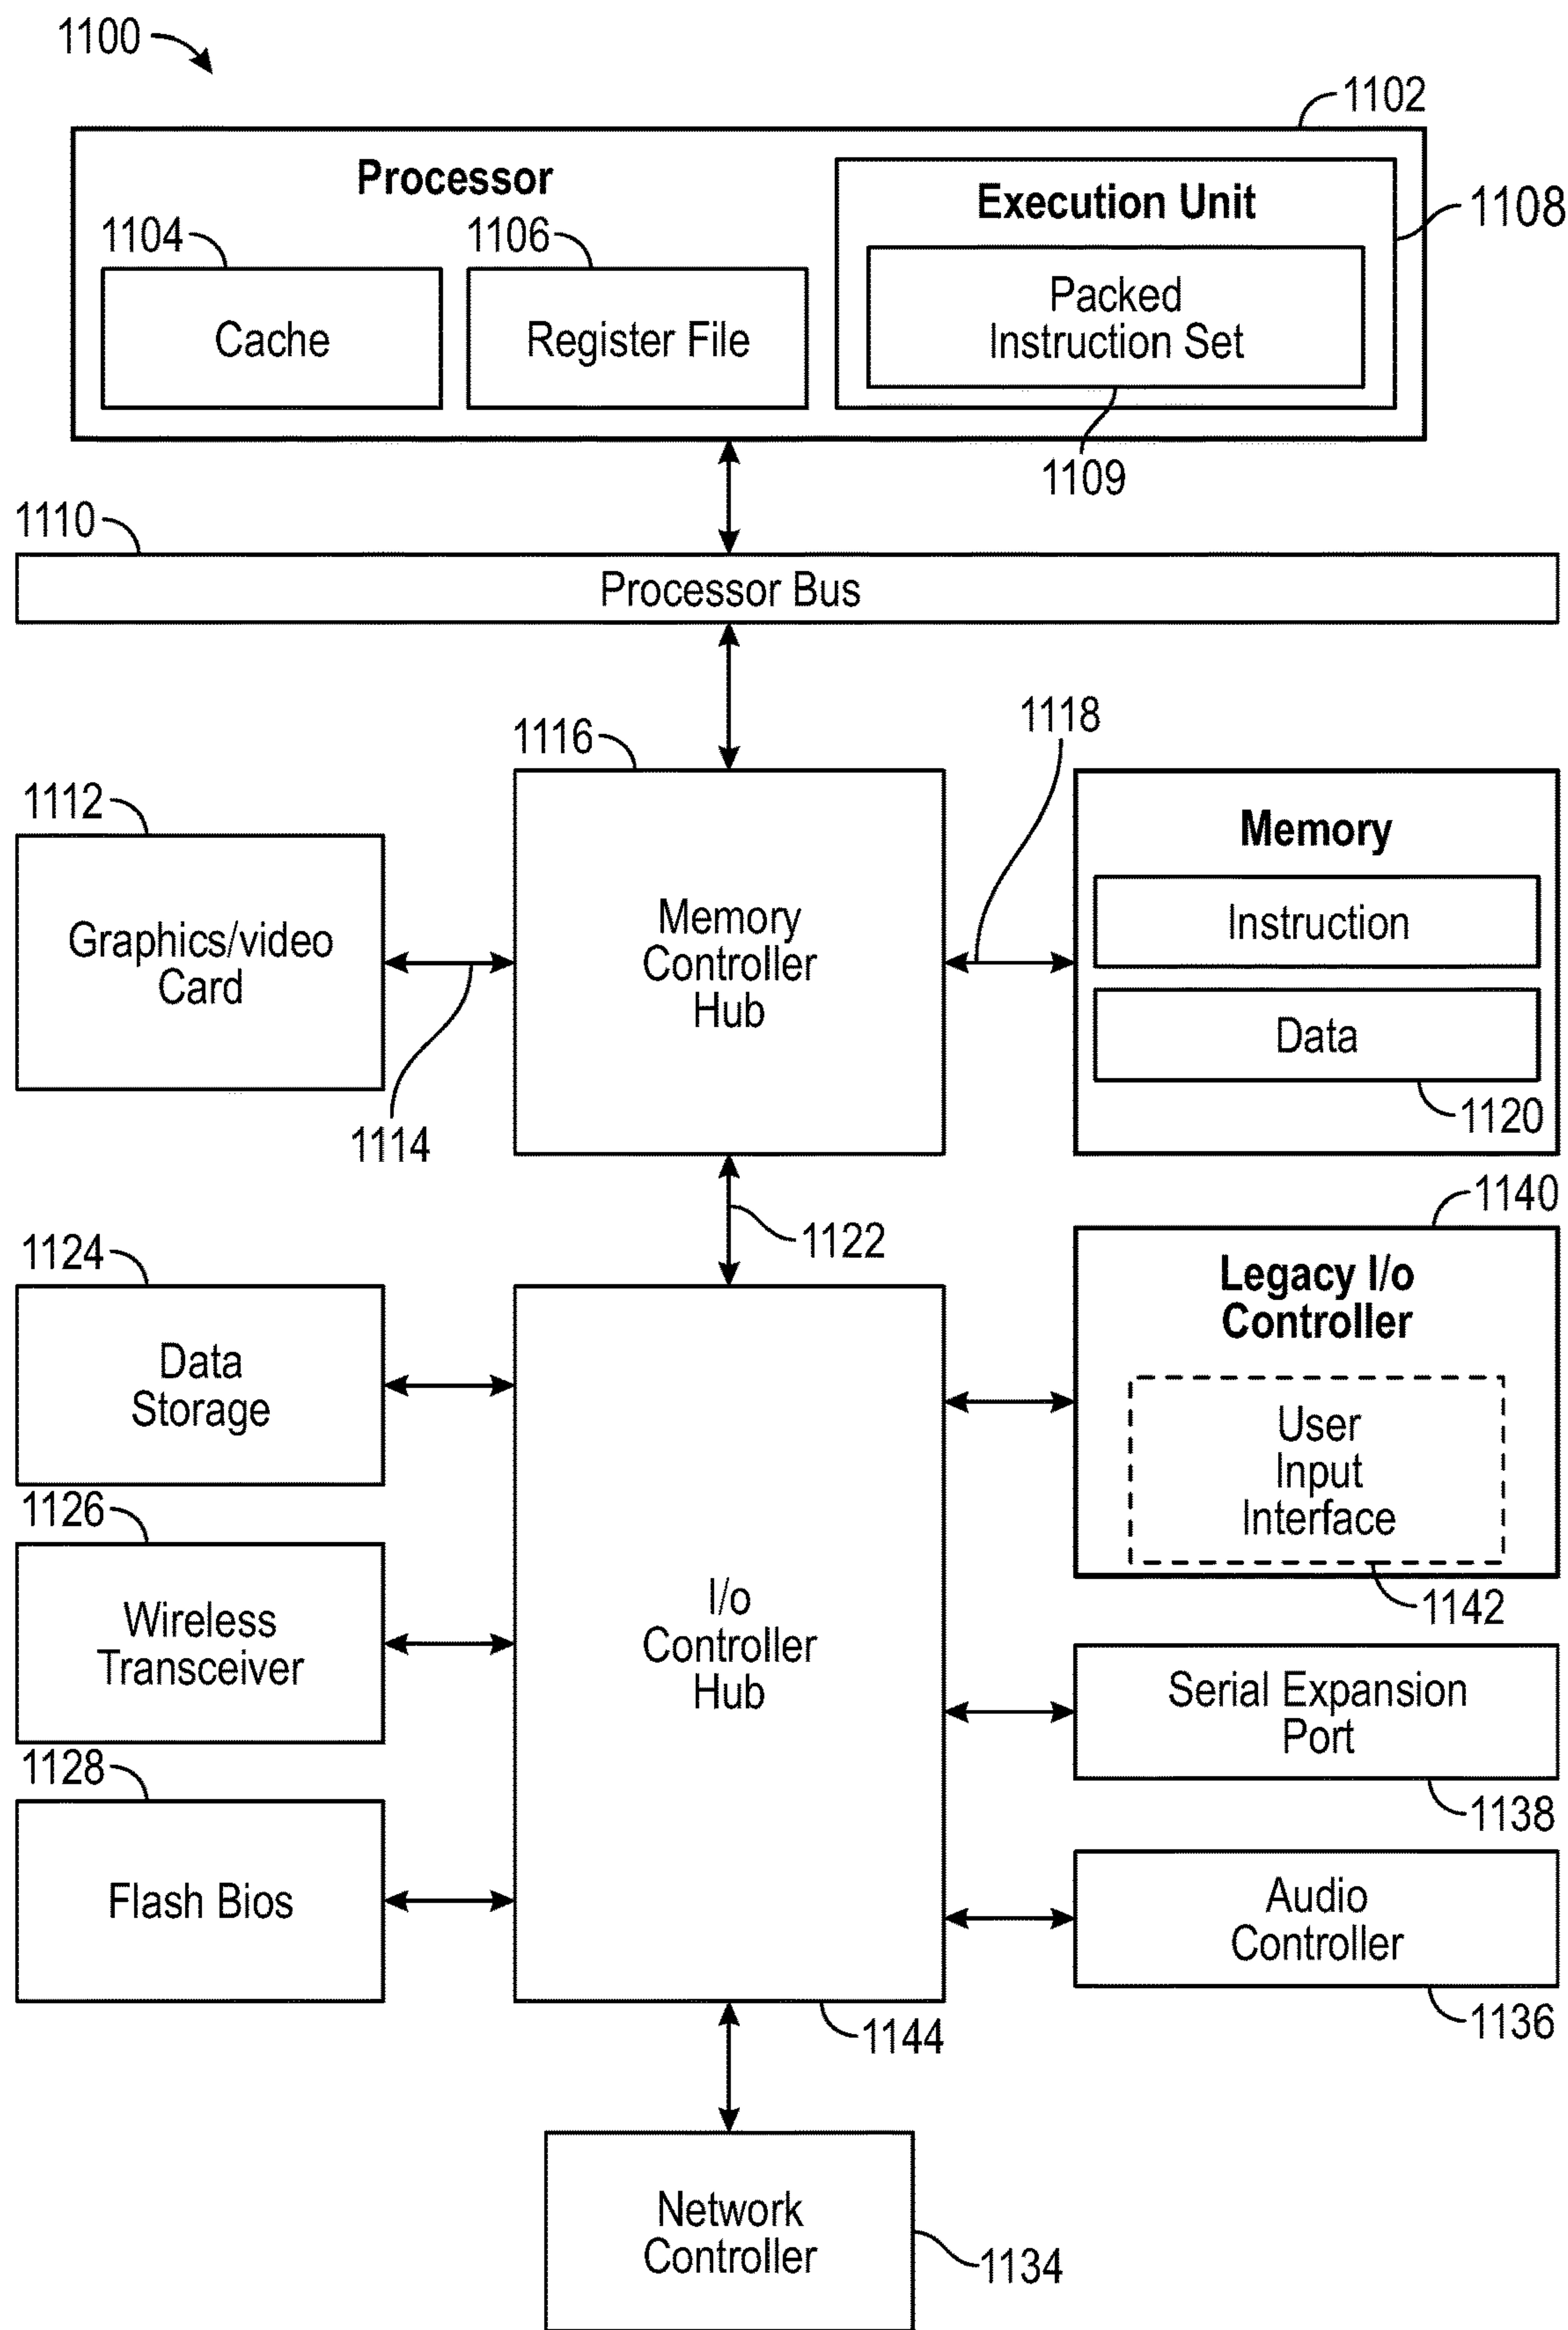 1100
1102
Processor
Execution Unit
1108
1104
1106
Cache
Register File
Packed
Instruction Set
1109
1110
Processor Bus
1116
1118
1112
Graphics/video
Card
Memory
Controller
Hub
Memory
Instruction
Data
1120
1114
1122
1140
1124
Data
Storage
Legacy I/o
Controller
User
Input
Interface
1142
1126
Wireless
Transceiver
I/o
Controller
Hub
Serial Expansion
Port
1138
1128
Flash Bios
Audio
Controller
1136
1144
Network
Controller
1134